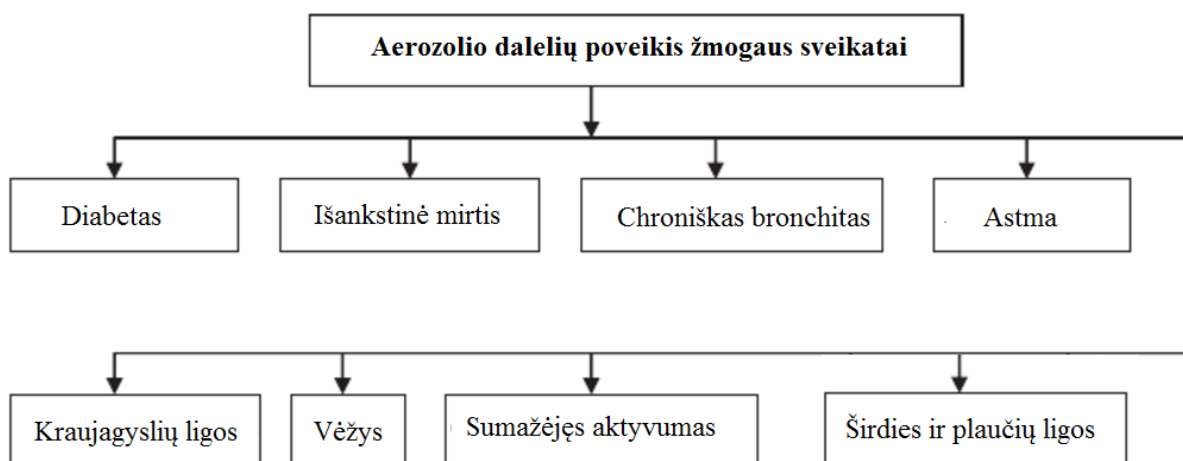 Aerozolio dalelių poveikis žmogaus sveikatai
Diabetas
Išankstinė mirtis
Chroniškas bronchitas
Astma
Kraujagyslių ligos
Vėžys
Sumažėjęs aktyvumas
Širdies ir plaučių ligos